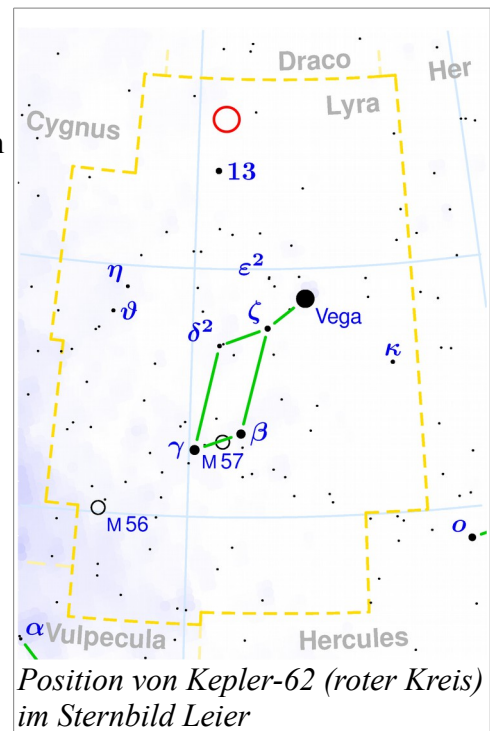 Draco
Her
Lyra
Cygnus
13
η
ε²
ϑ
ζ
Vega
δ²
κ
β
γ
M 57
M 56
ο
α
Vulpecula
Hercules
Position von Kepler-62 (roter Kreis)
im Sternbild Leier